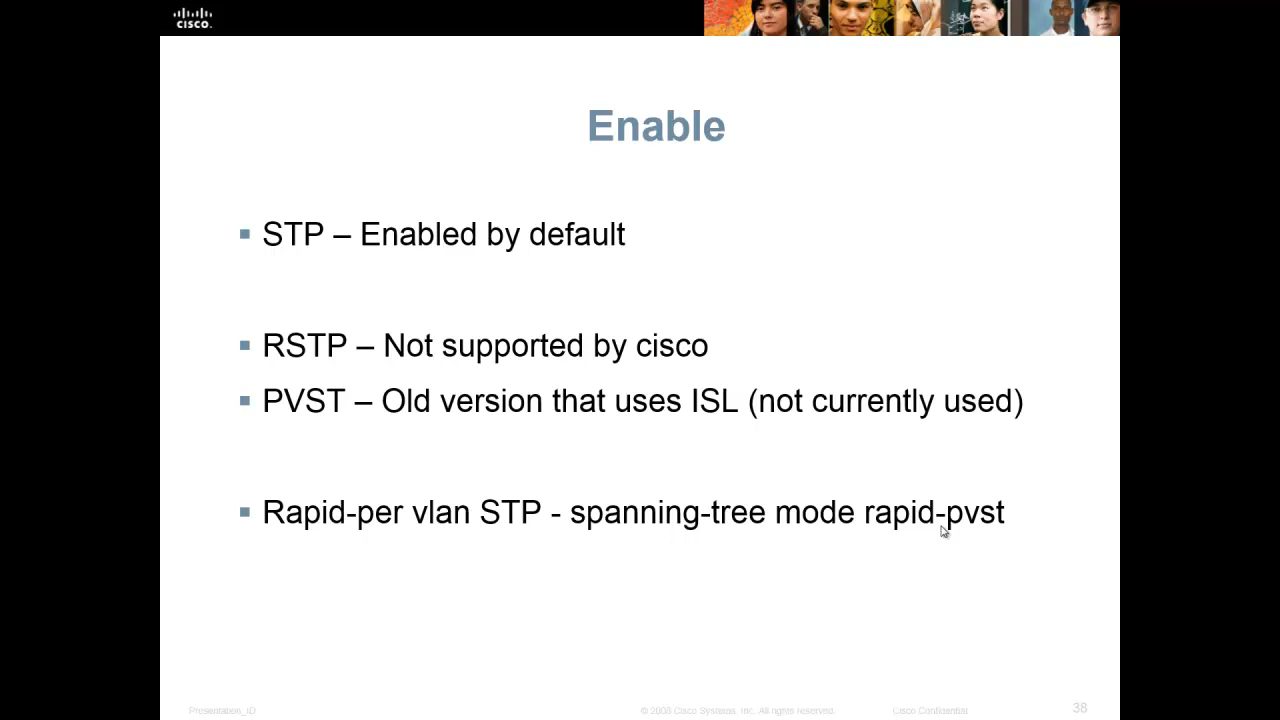 CISCO.
Enable
STP – Enabled by default
RSTP – Not supported by cisco
PVST – Old version that uses ISL (not currently used)
Rapid-per vlan STP - spanning-tree mode rapid-pvst
Presentation_ID
© 2008 Cisco Systems, Inc. All rights reserved.
Cisco Confidential
38